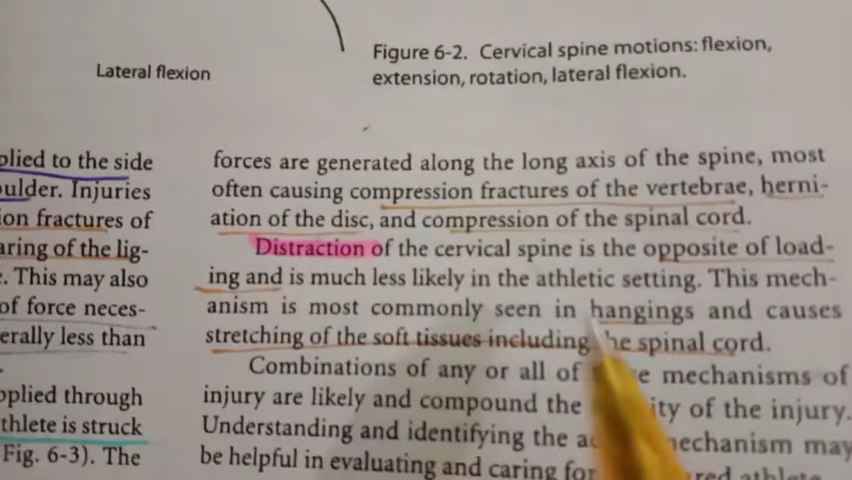 Lateral flexion
Figure 6-2. Cervical spine motions: flexion,
extension, rotation, lateral flexion.
plied to the side
oulder. Injuries
ion fractures of
aring of the lig-
. This may also
of force neces-
erally less than
.
pplied through
thlete is struck
Fig. 6-3). The
forces are generated along the long axis of the spine, most
often causing compression fractures of the vertebrae, herni-
ation of the disc, and compression of the spinal cord.
Distraction of the cervical spine is the opposite of load-
ing and is much less likely in the athletic setting. This mech-
anism is most commonly seen in hangings and causes
stretching of the soft tissues including he spinal cord.
Combinations of any or all of e mechanisms of
injury are likely and compound the ity of the injury.
Understanding and identifying the ac echanism may
be helpful in evaluating and caring for red athlete.